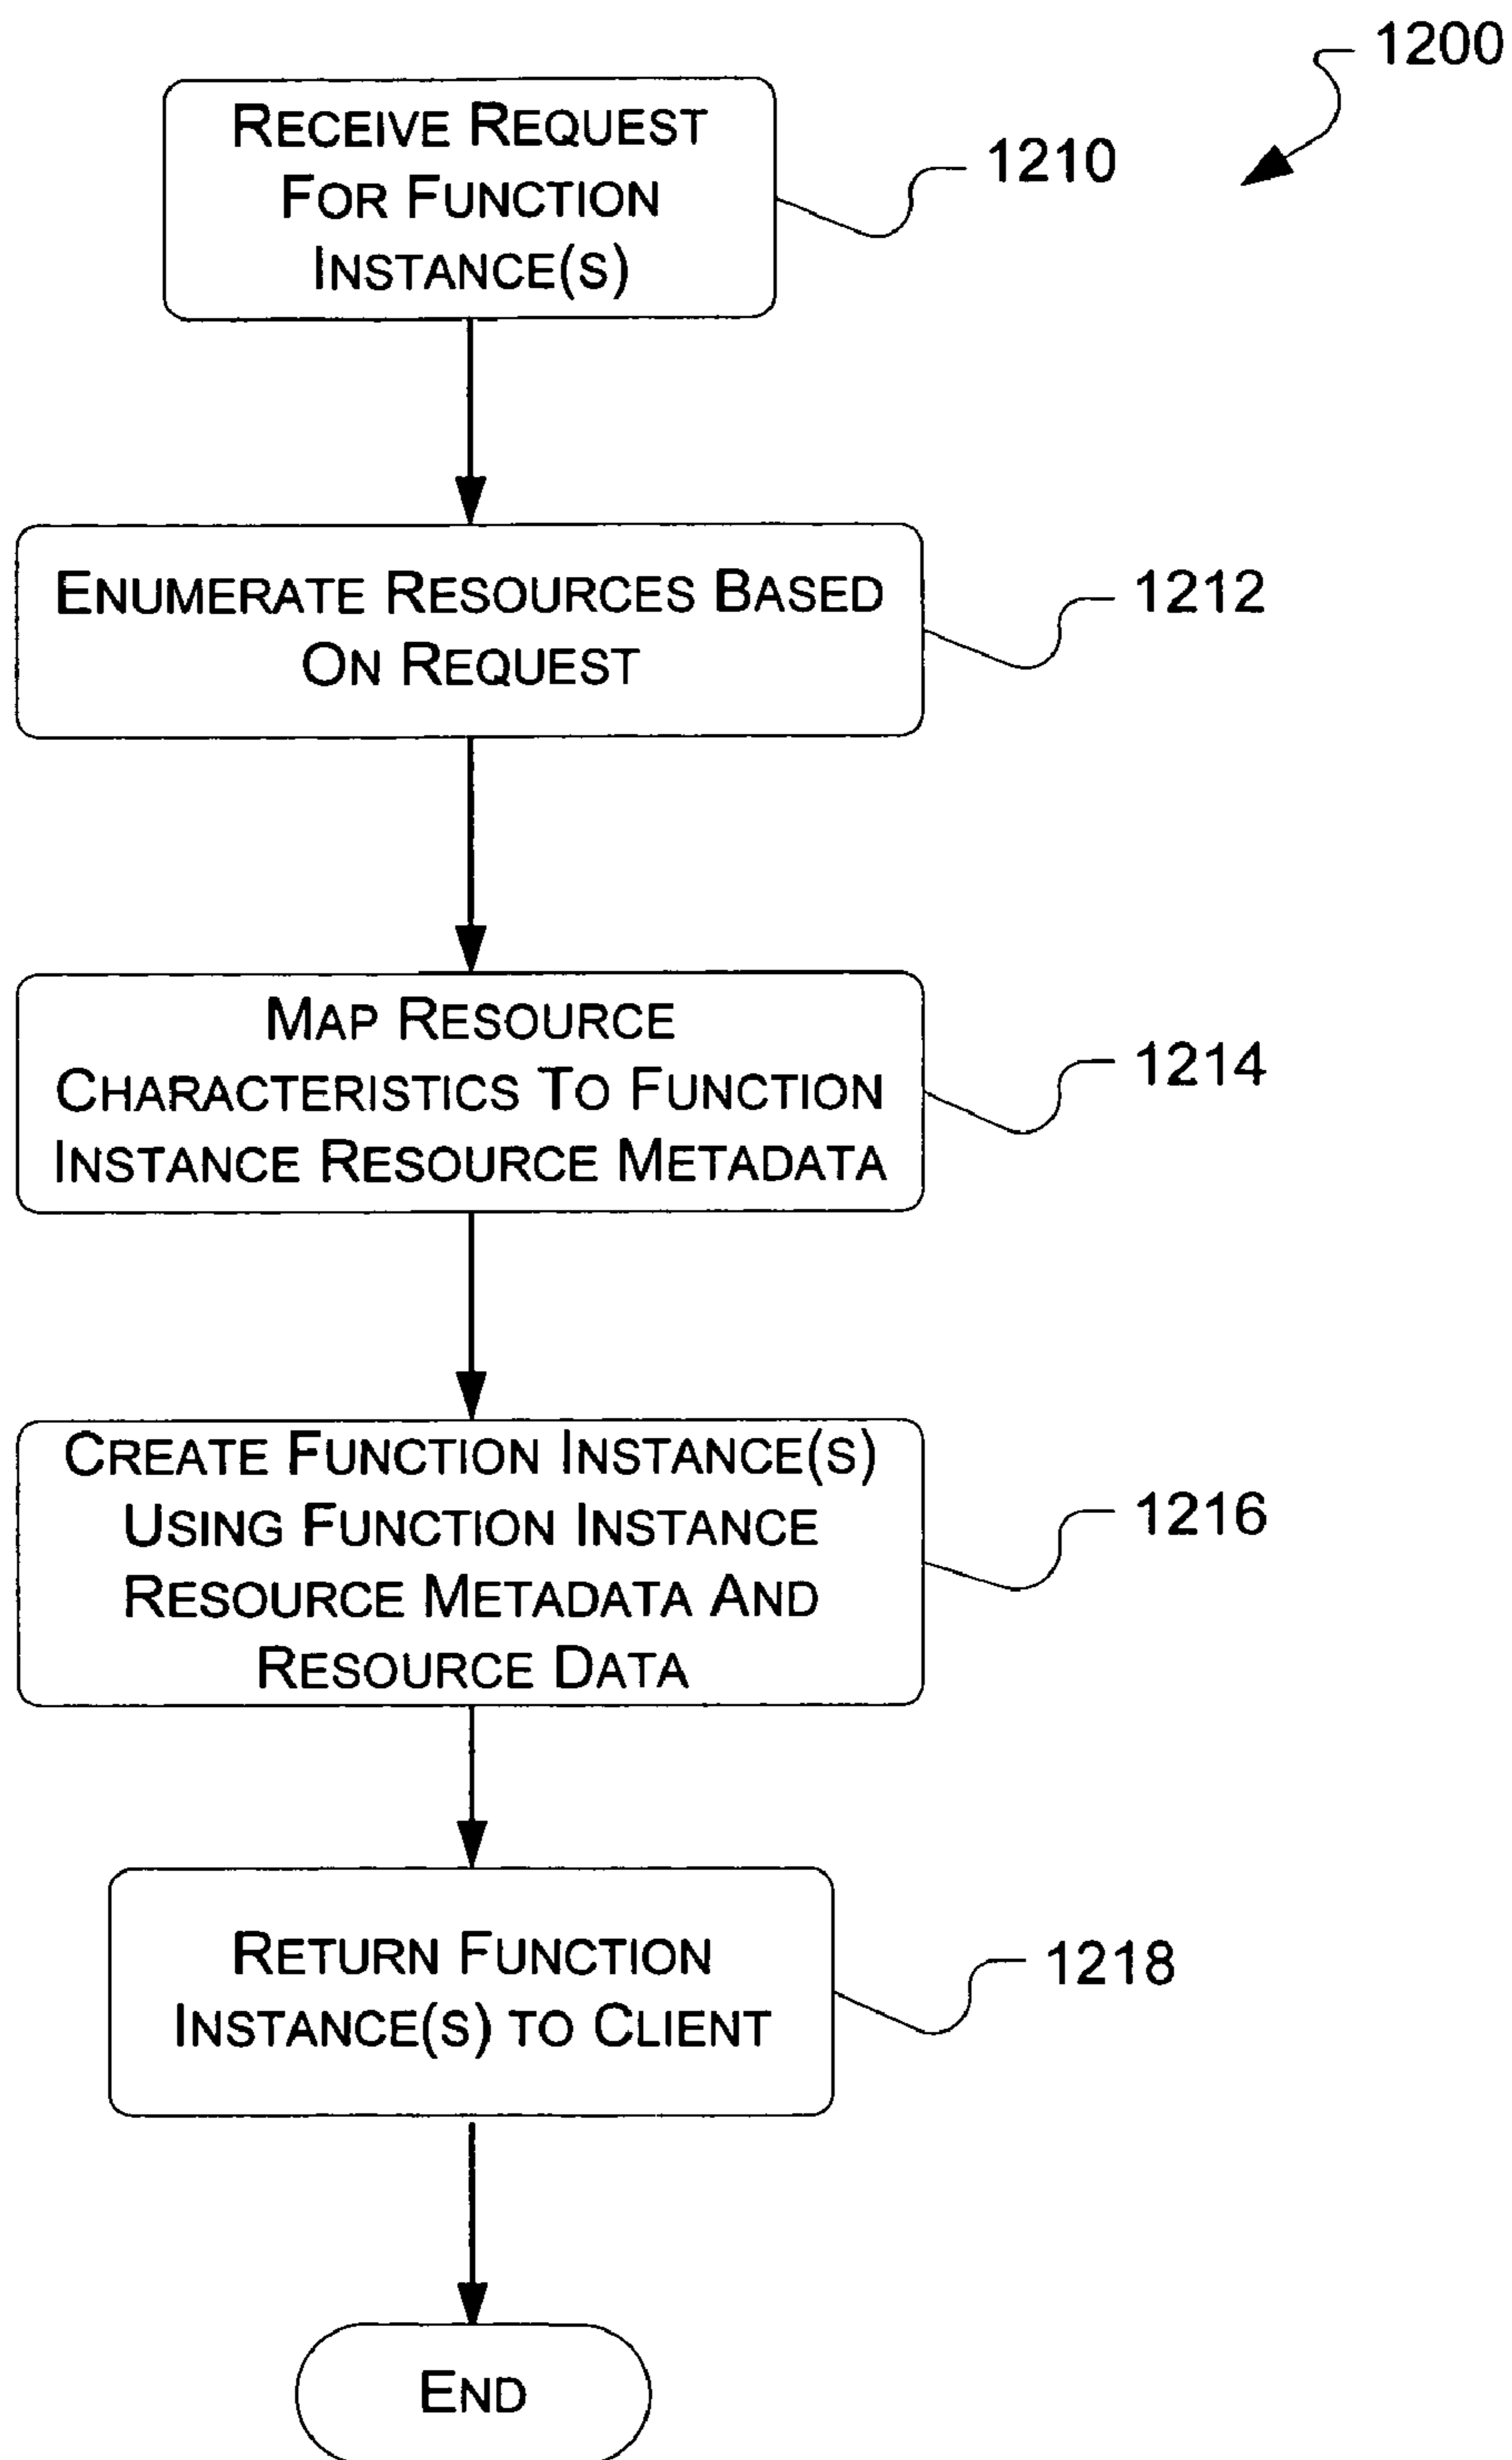 1200
RECEIVE REQUEST
FOR FUNCTION
INSTANCE(S)
1210
ENUMERATE RESOURCES BASED
ON REQUEST
1212
MAP RESOURCE
CHARACTERISTICS TO FUNCTION
INSTANCE RESOURCE METADATA
1214
CREATE FUNCTION INSTANCE(S)
USING FUNCTION INSTANCE
RESOURCE METADATA AND
RESOURCE DATA
1216
RETURN FUNCTION
INSTANCE(S) TO CLIENT
1218
END